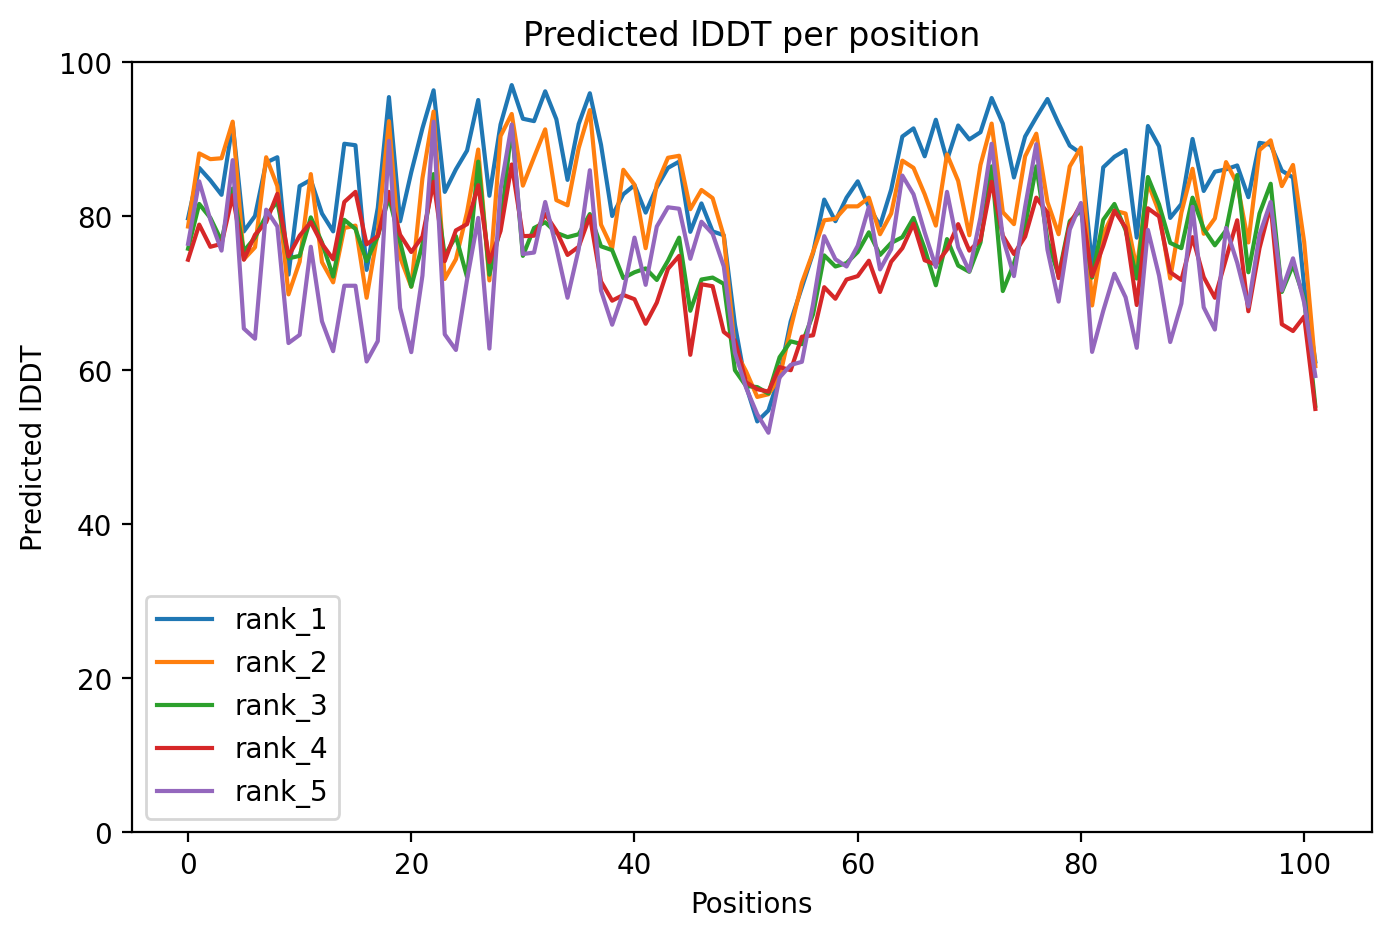 Predicted lDDT per position
100
80
60
40
20
0
Predicted lDDT
rank_1
rank_2
rank_3
rank_4
rank_5
0 20 40 60 80 100
Positions